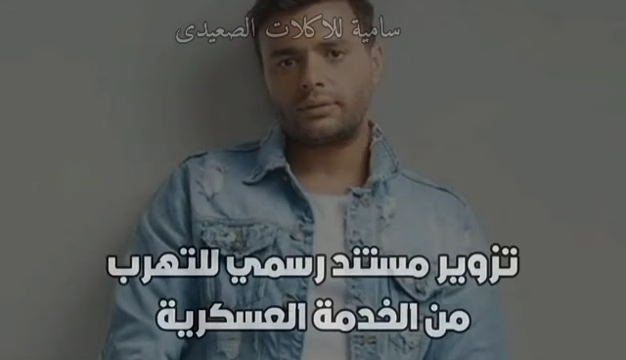 سامية للاكلات الصعيدى
تزوير مستند رسمي للتهرب
من الخدمة العسكرية